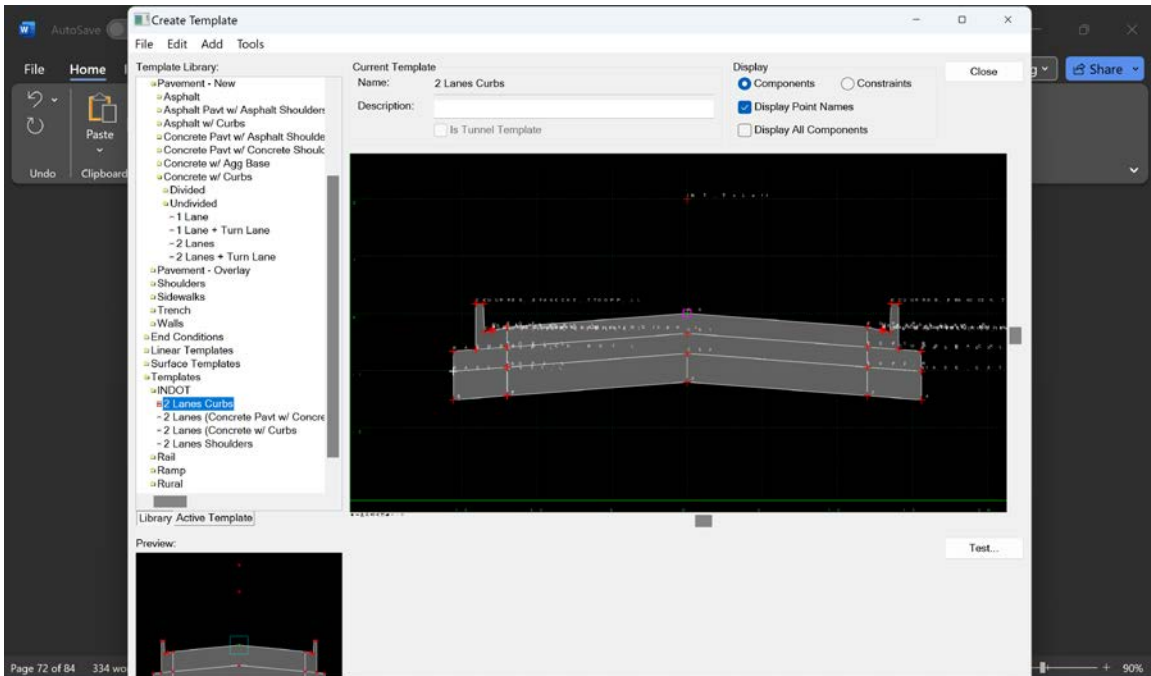 AutoSave
Create Template
File Edit Add Tools
File Home
Share
Undo
Paste
Clipboard
Template Library:
Pavement - New
Asphalt
Asphalt Pavt w/ Asphalt Shoulders
Asphalt w/ Curbs
Concrete Pavt w/ Asphalt Shoulde
Concrete Pavt w/ Concrete Should
Concrete w/ Agg Base
Concrete w/ Curbs
Divided
Undivided
1 Lane
1 Lane + Turn Lane
2 Lanes
2 Lanes + Turn Lane
Pavement - Overlay
Shoulders
Sidewalks
Trench
Walls
End Conditions
Linear Templates
Surface Templates
Templates
INDOT
2 Lanes Curbs
2 Lanes (Concrete Pavt w/ Concre
2 Lanes (Concrete w/ Curbs
2 Lanes Shoulders
Rail
Ramp
Rural
Library Active Template
Preview:
Current Template
Name: 2 Lanes Curbs
Description:
Is Tunnel Template
Display
Components Constraints
Display Point Names
Display All Components
Close
Test...
Page 72 of 84 334 wo
90%